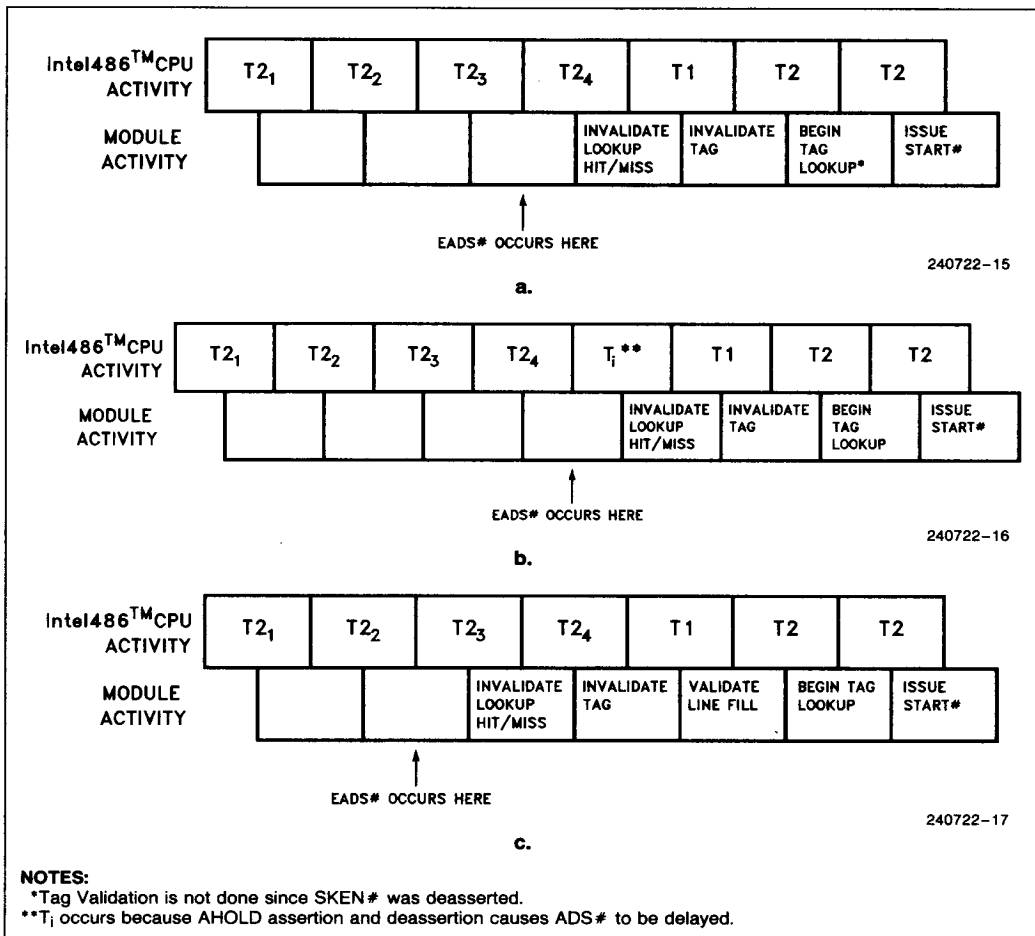 Intel486™CPU
ACTIVITY
T2₁ T2₂ T2₃ T2₄ T1 T2 T2
MODULE
ACTIVITY
INVALIDATE LOOKUP HIT/MISS
INVALIDATE TAG
BEGIN TAG LOOKUP*
ISSUE START#
EADS# OCCURS HERE
240722-15
a.
Intel486™CPU
ACTIVITY
T2₁ T2₂ T2₃ T2₄ Tᵢ** T1 T2 T2
MODULE
ACTIVITY
INVALIDATE LOOKUP HIT/MISS
INVALIDATE TAG
BEGIN TAG LOOKUP
ISSUE START#
EADS# OCCURS HERE
240722-16
b.
Intel486™CPU
ACTIVITY
T2₁ T2₂ T2₃ T2₄ T1 T2 T2
MODULE
ACTIVITY
INVALIDATE LOOKUP HIT/MISS
INVALIDATE TAG
VALIDATE LINE FILL
BEGIN TAG LOOKUP
ISSUE START#
EADS# OCCURS HERE
240722-17
c.
NOTES:
*Tag Validation is not done since SKEN# was deasserted.
**Tᵢ occurs because AHOLD assertion and deassertion causes ADS# to be delayed.